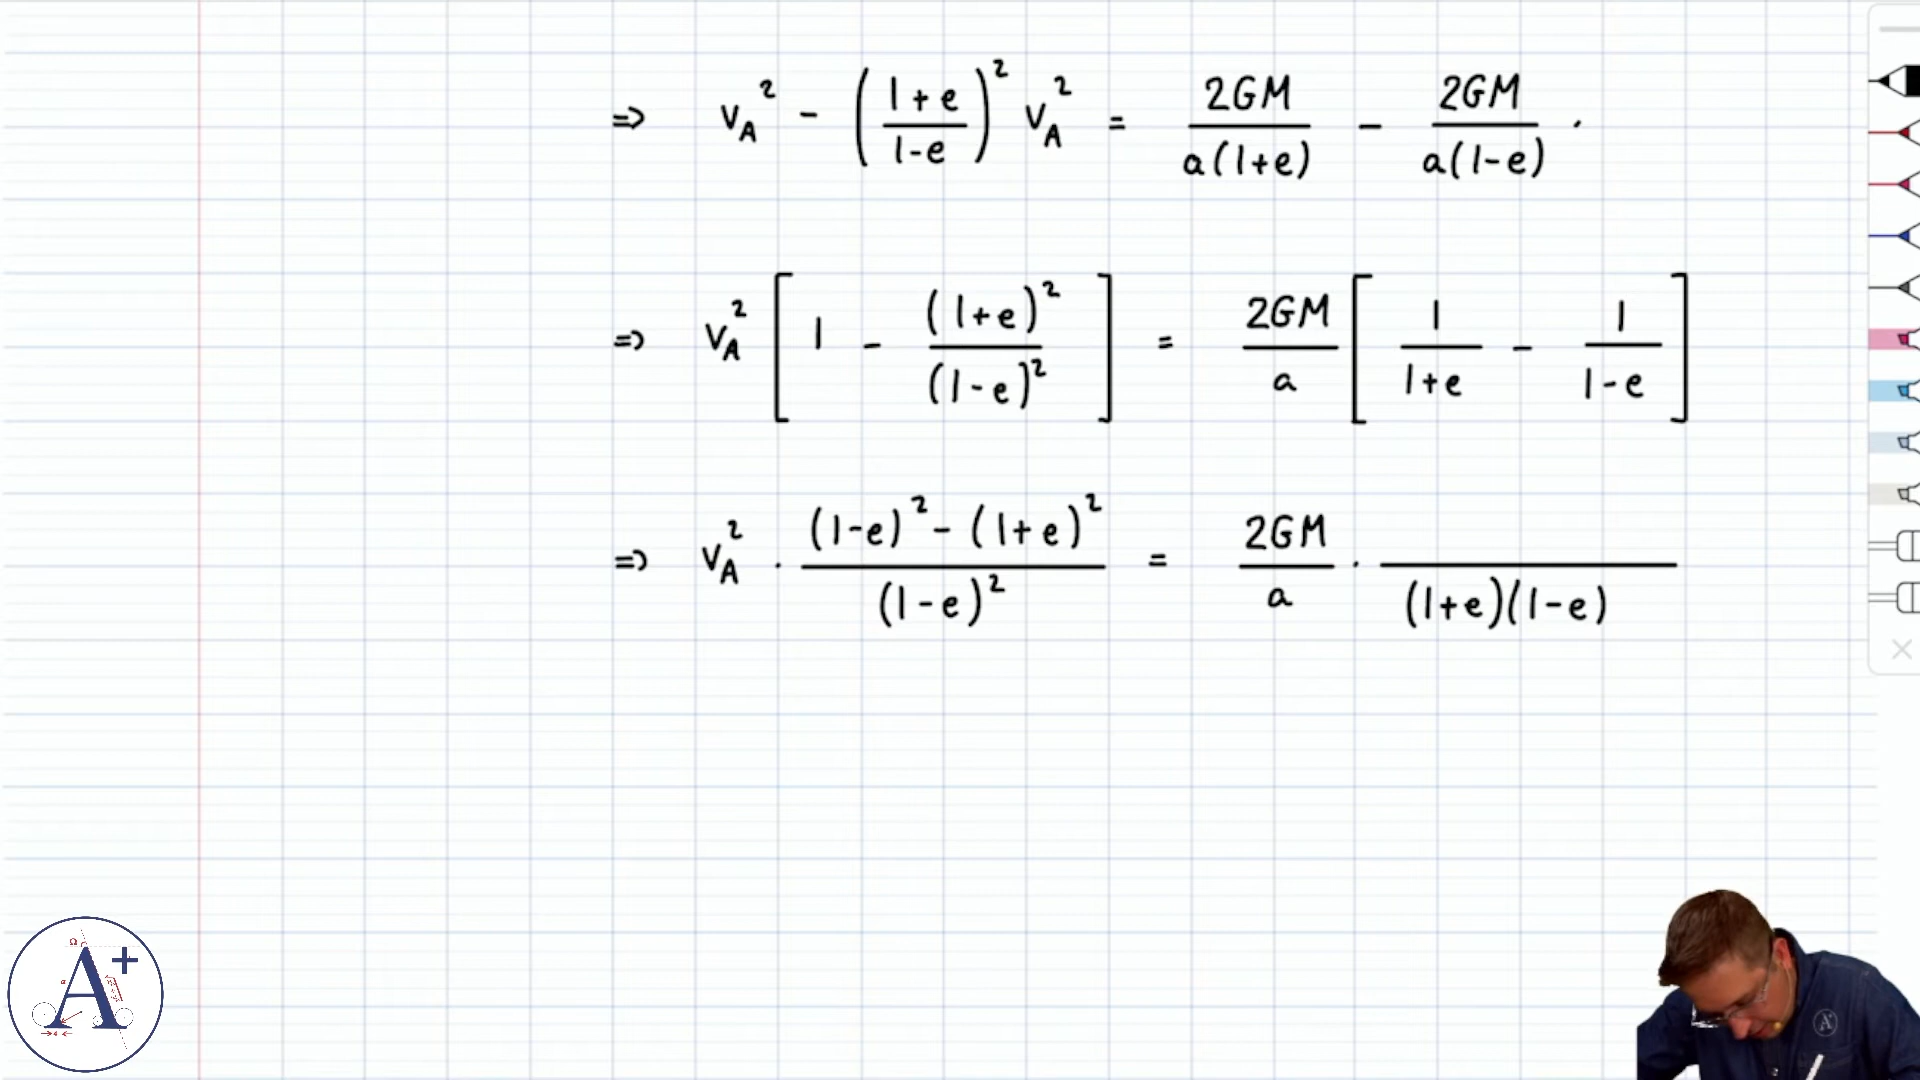 => v_A² - ((1+e)/(1-e))² v_A² = 2GM/(a(1+e)) - 2GM/(a(1-e)) .
=> v_A² [ 1 - (1+e)²/(1-e)² ] = 2GM/a [ 1/(1+e) - 1/(1-e) ]
=> v_A² · ((1-e)² - (1+e)²)/(1-e)² = 2GM/a · /((1+e)(1-e))
A+